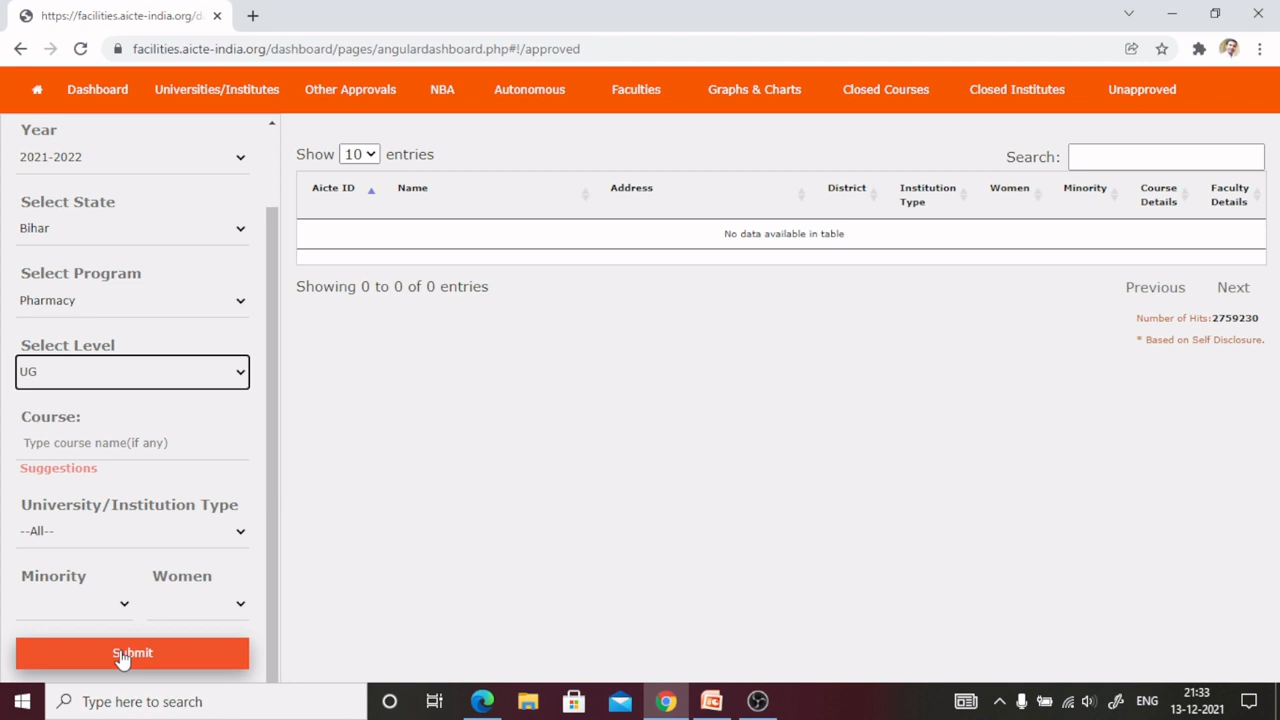 https://facilities.aicte-india.org/d
facilities.aicte-india.org/dashboard/pages/angulardashboard.php#!/approved
Dashboard Universities/Institutes Other Approvals NBA Autonomous Faculties Graphs & Charts Closed Courses Closed Institutes Unapproved
Year
2021-2022
Select State
Bihar
Select Program
Pharmacy
Select Level
UG
Course:
Type course name(if any)
Suggestions
University/Institution Type
--All--
Minority Women
Submit
Show 10 entries
Search:
Aicte ID Name Address District Institution Type Women Minority Course Details Faculty Details
No data available in table
Showing 0 to 0 of 0 entries
Previous Next
Number of Hits:2759230
* Based on Self Disclosure.
Type here to search
ENG
21:33
13-12-2021